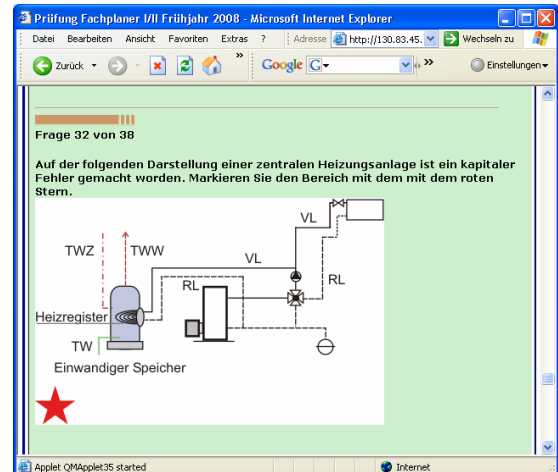 Prüfung Fachplaner I/II Frühjahr 2008 - Microsoft Internet Explorer
Datei Bearbeiten Ansicht Favoriten Extras ? Adresse http://130.83.45. Wechseln zu
Zurück Google G Einstellungen
Frage 32 von 38
Auf der folgenden Darstellung einer zentralen Heizungsanlage ist ein kapitaler
Fehler gemacht worden. Markieren Sie den Bereich mit dem mit dem roten
Stern.
VL
TWZ TWW
VL
RL RL
Heizregister
TW
Einwandiger Speicher
Applet QMApplet35 started Internet